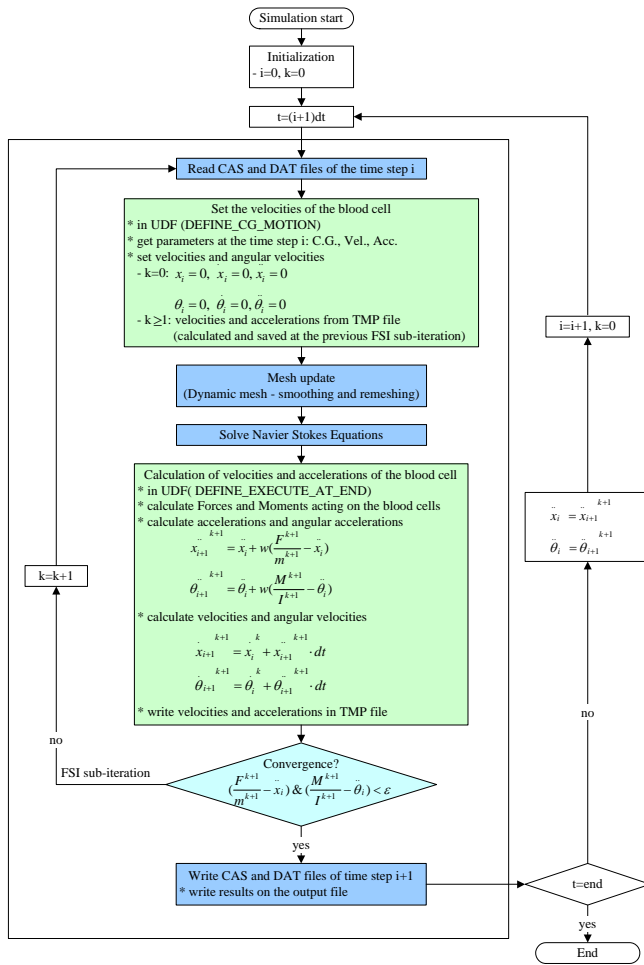 Simulation start
Initialization
- i=0, k=0
t=(i+1)dt
Read CAS and DAT files of the time step i
Set the velocities of the blood cell
* in UDF (DEFINE_CG_MOTION)
* get parameters at the time step i: C.G., Vel., Acc.
* set velocities and angular velocities
- k=0: x_i = 0, ẋ_i = 0, ẍ_i = 0
θ_i = 0, θ̇_i = 0, θ̈_i = 0
- k≥1: velocities and accelerations from TMP file
(calculated and saved at the previous FSI sub-iteration)
Mesh update
(Dynamic mesh - smoothing and remeshing)
Solve Navier Stokes Equations
Calculation of velocities and accelerations of the blood cell
* in UDF( DEFINE_EXECUTE_AT_END)
* calculate Forces and Moments acting on the blood cells
* calculate accelerations and angular accelerations
ẍ_{i+1}^{k+1} = ẍ_i + w(F^{k+1}/m^{k+1} − ẍ_i)
θ̈_{i+1}^{k+1} = θ̈_i + w(M^{k+1}/I^{k+1} − θ̈_i)
* calculate velocities and angular velocities
ẋ_{i+1}^{k+1} = ẋ_i^k + ẍ_{i+1}^{k+1} · dt
θ̇_{i+1}^{k+1} = θ̇_i^k + θ̈_{i+1}^{k+1} · dt
* write velocities and accelerations in TMP file
Convergence?
(F^{k+1}/m^{k+1} − ẍ_i) & (M^{k+1}/I^{k+1} − θ̈_i) < ε
no
FSI sub-iteration
k=k+1
yes
Write CAS and DAT files of time step i+1
* write results on the output file
t=end
no
ẍ_i = ẍ_{i+1}^{k+1}
θ̈_i = θ̈_{i+1}^{k+1}
i=i+1, k=0
yes
End